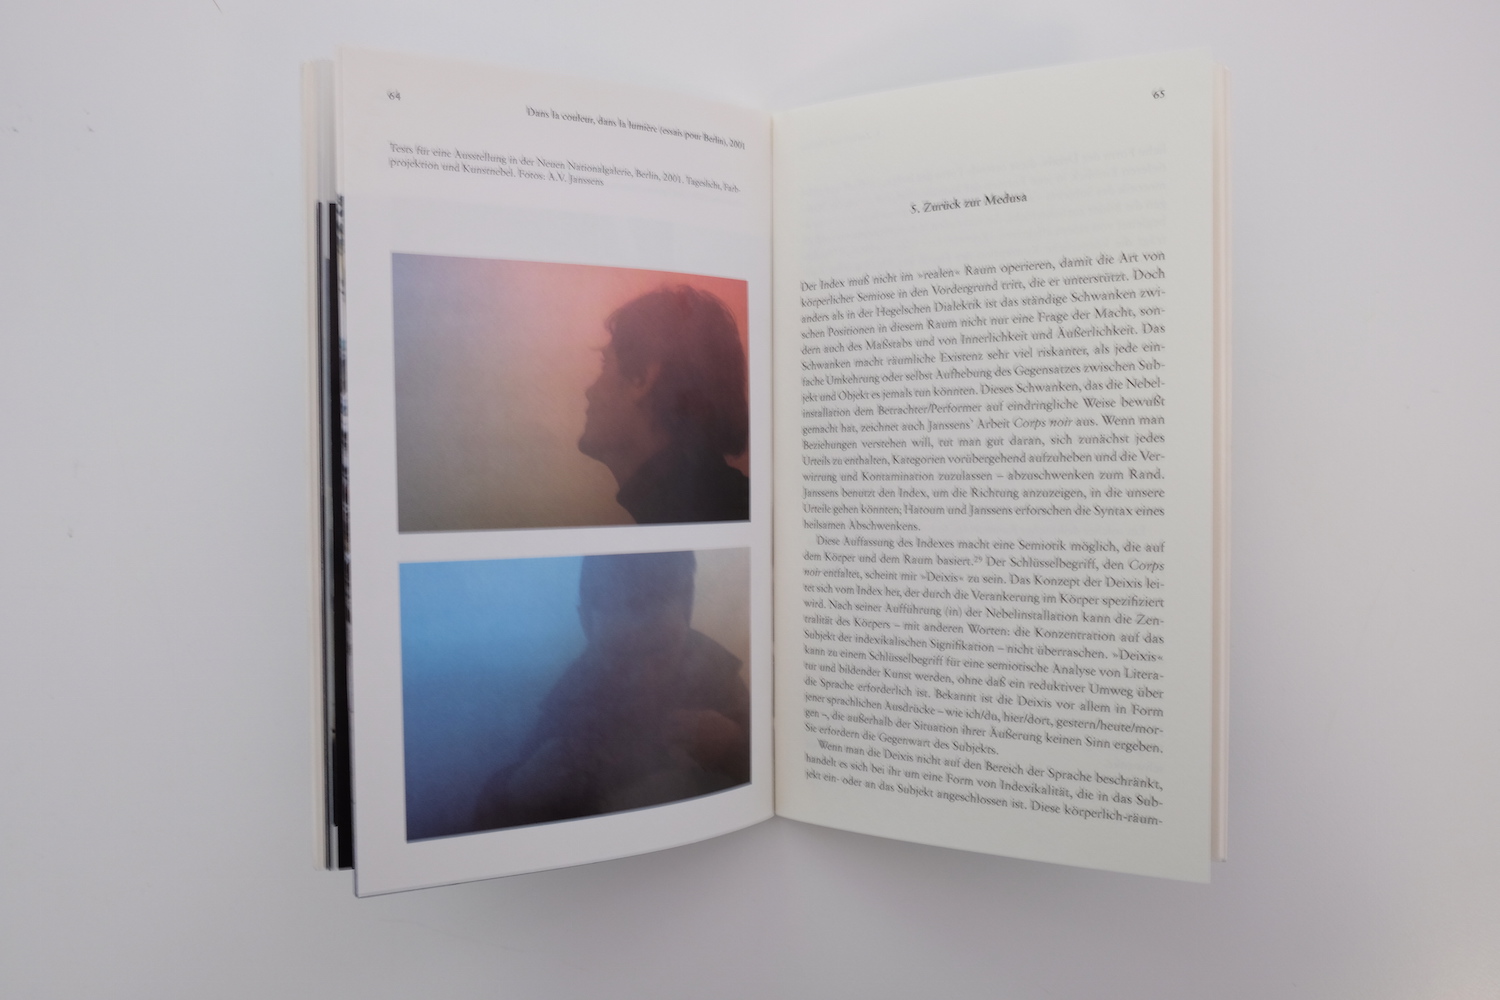 64
Dans la couleur, dans la lumière (essais pour Berlin), 2001
Tests für eine Ausstellung in der Neuen Nationalgalerie, Berlin, 2001. Tageslicht, Farb-
projektion und Kunstnebel. Fotos: A.V. Janssens
65
5. Zurück zur Medusa
Der Index muß nicht im »realen« Raum operieren, damit die Art von
körperlicher Semiose in den Vordergrund tritt, die er unterstützt. Doch
anders als in der Hegelschen Dialektik ist das ständige Schwanken zwi-
schen Positionen in diesem Raum nicht nur eine Frage der Macht, son-
dern auch des Maßstabs und von Innerlichkeit und Äußerlichkeit. Das
Schwanken macht räumliche Existenz sehr viel riskanter, als jede ein-
fache Umkehrung oder selbst Aufhebung des Gegensatzes zwischen Sub-
jekt und Objekt es jemals tun könnten. Dieses Schwanken, das die Nebel-
installation dem Betrachter/Performer auf eindringliche Weise bewußt
gemacht hat, zeichnet auch Janssens' Arbeit Corps noir aus. Wenn man
Beziehungen verstehen will, tut man gut daran, sich zunächst jedes
Urteils zu enthalten, Kategorien vorübergehend aufzuheben und die Ver-
wirrung und Kontamination zuzulassen – abzuschwenken zum Rand.
Janssens benutzt den Index, um die Richtung anzuzeigen, in die unsere
Urteile gehen könnten; Hatoum und Janssens erforschen die Syntax eines
heilsamen Abschwenkens.
Diese Auffassung des Indexes macht eine Semiotik möglich, die auf
dem Körper und dem Raum basiert.²⁹ Der Schlüsselbegriff, den Corps
noir entfaltet, scheint mir »Deixis« zu sein. Das Konzept der Deixis lei-
tet sich vom Index her, der durch die Verankerung im Körper spezifiziert
wird. Nach seiner Aufführung (in) der Nebelinstallation kann die Zen-
tralität des Körpers – mit anderen Worten: die Konzentration auf das
Subjekt der indexikalischen Signifikation – nicht überraschen. »Deixis«
kann zu einem Schlüsselbegriff für eine semiotische Analyse von Litera-
tur und bildender Kunst werden, ohne daß ein reduktiver Umweg über
die Sprache erforderlich ist. Bekannt ist die Deixis vor allem in Form
jener sprachlichen Ausdrücke – wie ich/du, hier/dort, gestern/heute/mor-
gen –, die außerhalb der Situation ihrer Äußerung keinen Sinn ergeben.
Sie erfordern die Gegenwart des Subjekts.
Wenn man die Deixis nicht auf den Bereich der Sprache beschränkt,
handelt es sich bei ihr um eine Form von Indexikalität, die in das Sub-
jekt ein- oder an das Subjekt angeschlossen ist. Diese körperlich-räum-